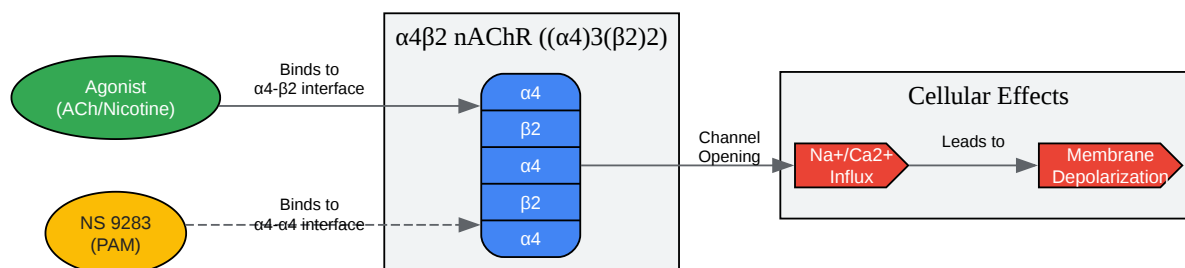 α4β2 nAChR ((α4)3(β2)2)
Agonist
(ACh/Nicotine)
Binds to
α4-β2 interface
NS 9283
(PAM)
Binds to
α4-α4 interface
α4
β2
α4
β2
α4
Channel
Opening
Cellular Effects
Na+/Ca2+
Influx
Leads to
Membrane
Depolarization